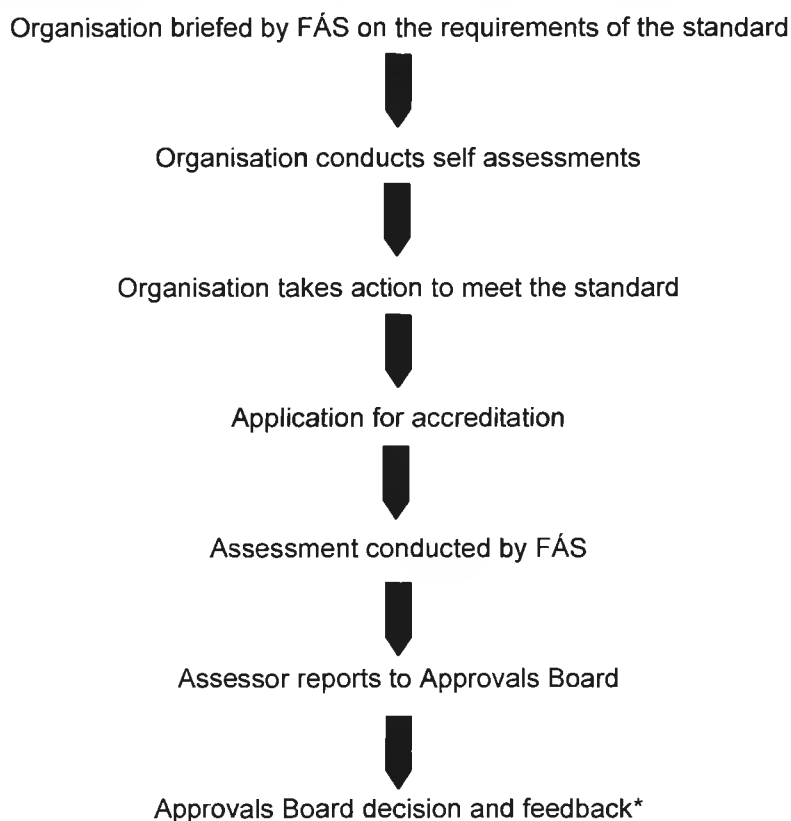 Organisation briefed by FÁS on the requirements of the standard
Organisation conducts self assessments
Organisation takes action to meet the standard
Application for accreditation
Assessment conducted by FÁS
Assessor reports to Approvals Board
Approvals Board decision and feedback*